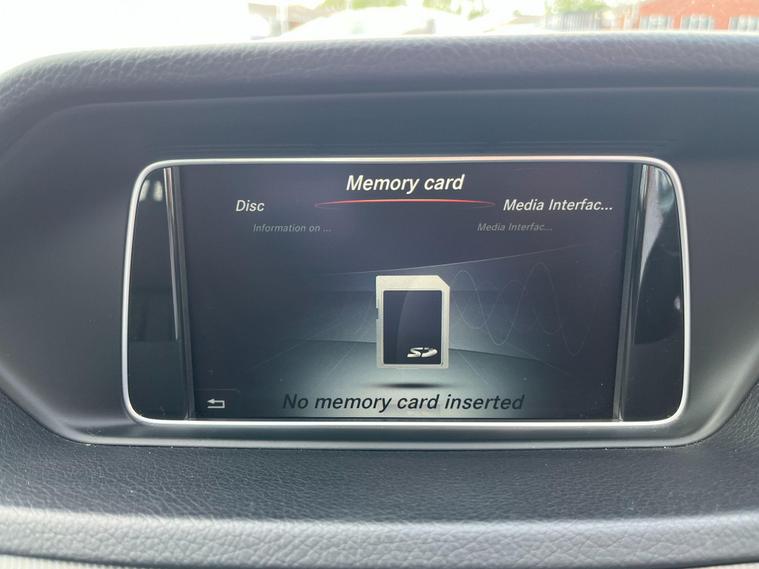 Memory card
Disc
Media Interfac...
Information on ...
Media Interfac...
SD
No memory card inserted